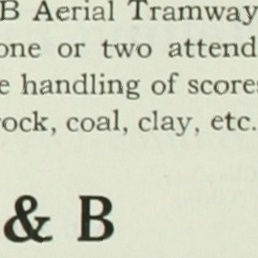 B Aerial Tramway
one or two attend
e handling of scores
rock, coal, clay, etc.
& B